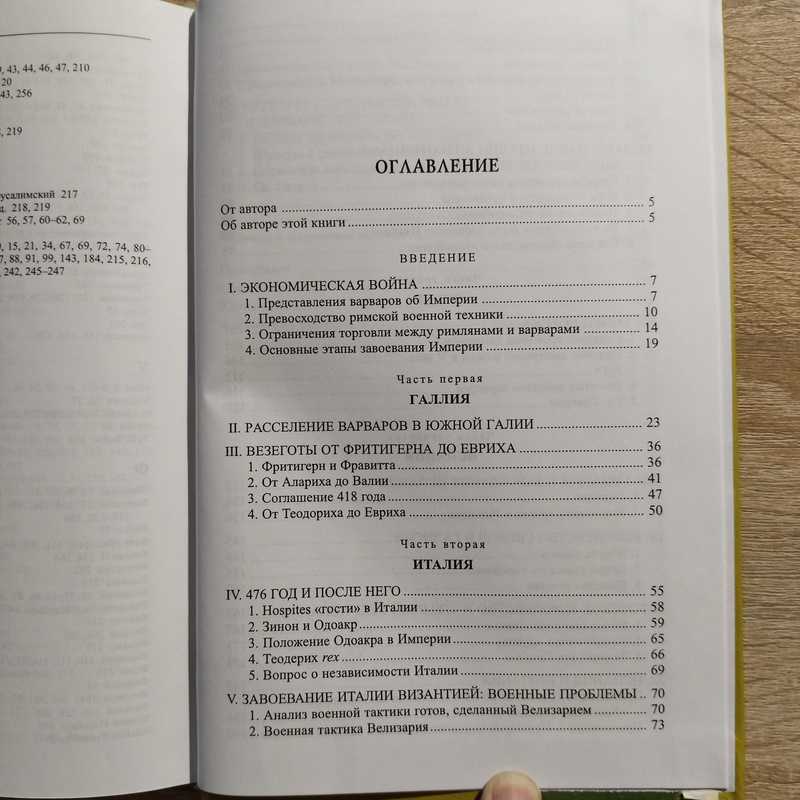 43, 44, 46, 47, 210
20
43, 256
219
217
д. 218, 219
56, 57, 60–62, 69
15, 21, 34, 67, 69, 72, 74, 80–
88, 91, 99, 143, 184, 215, 216,
242, 245–247
ОГЛАВЛЕНИЕ
От автора ..... 5
Об авторе этой книги ..... 5
ВВЕДЕНИЕ
I. ЭКОНОМИЧЕСКАЯ ВОЙНА ..... 7
1. Представления варваров об Империи ..... 7
2. Превосходство римской военной техники ..... 10
3. Ограничения торговли между римлянами и варварами ..... 14
4. Основные этапы завоевания Империи ..... 19
Часть первая
ГАЛЛИЯ
II. РАССЕЛЕНИЕ ВАРВАРОВ В ЮЖНОЙ ГАЛИИ ..... 23
III. ВЕЗЕГОТЫ ОТ ФРИТИГЕРНА ДО ЕВРИХА ..... 36
1. Фритигерн и Фравитта ..... 36
2. От Алариха до Валии ..... 41
3. Соглашение 418 года ..... 47
4. От Теодориха до Евриха ..... 50
Часть вторая
ИТАЛИЯ
IV. 476 ГОД И ПОСЛЕ НЕГО ..... 55
1. Hospites «гости» в Италии ..... 58
2. Зинон и Одоакр ..... 59
3. Положение Одоакра в Империи ..... 65
4. Теодерих rex ..... 66
5. Вопрос о независимости Италии ..... 69
V. ЗАВОЕВАНИЕ ИТАЛИИ ВИЗАНТИЕЙ: ВОЕННЫЕ ПРОБЛЕМЫ .. 70
1. Анализ военной тактики готов, сделанный Велизарием ..... 70
2. Военная тактика Велизария ..... 73